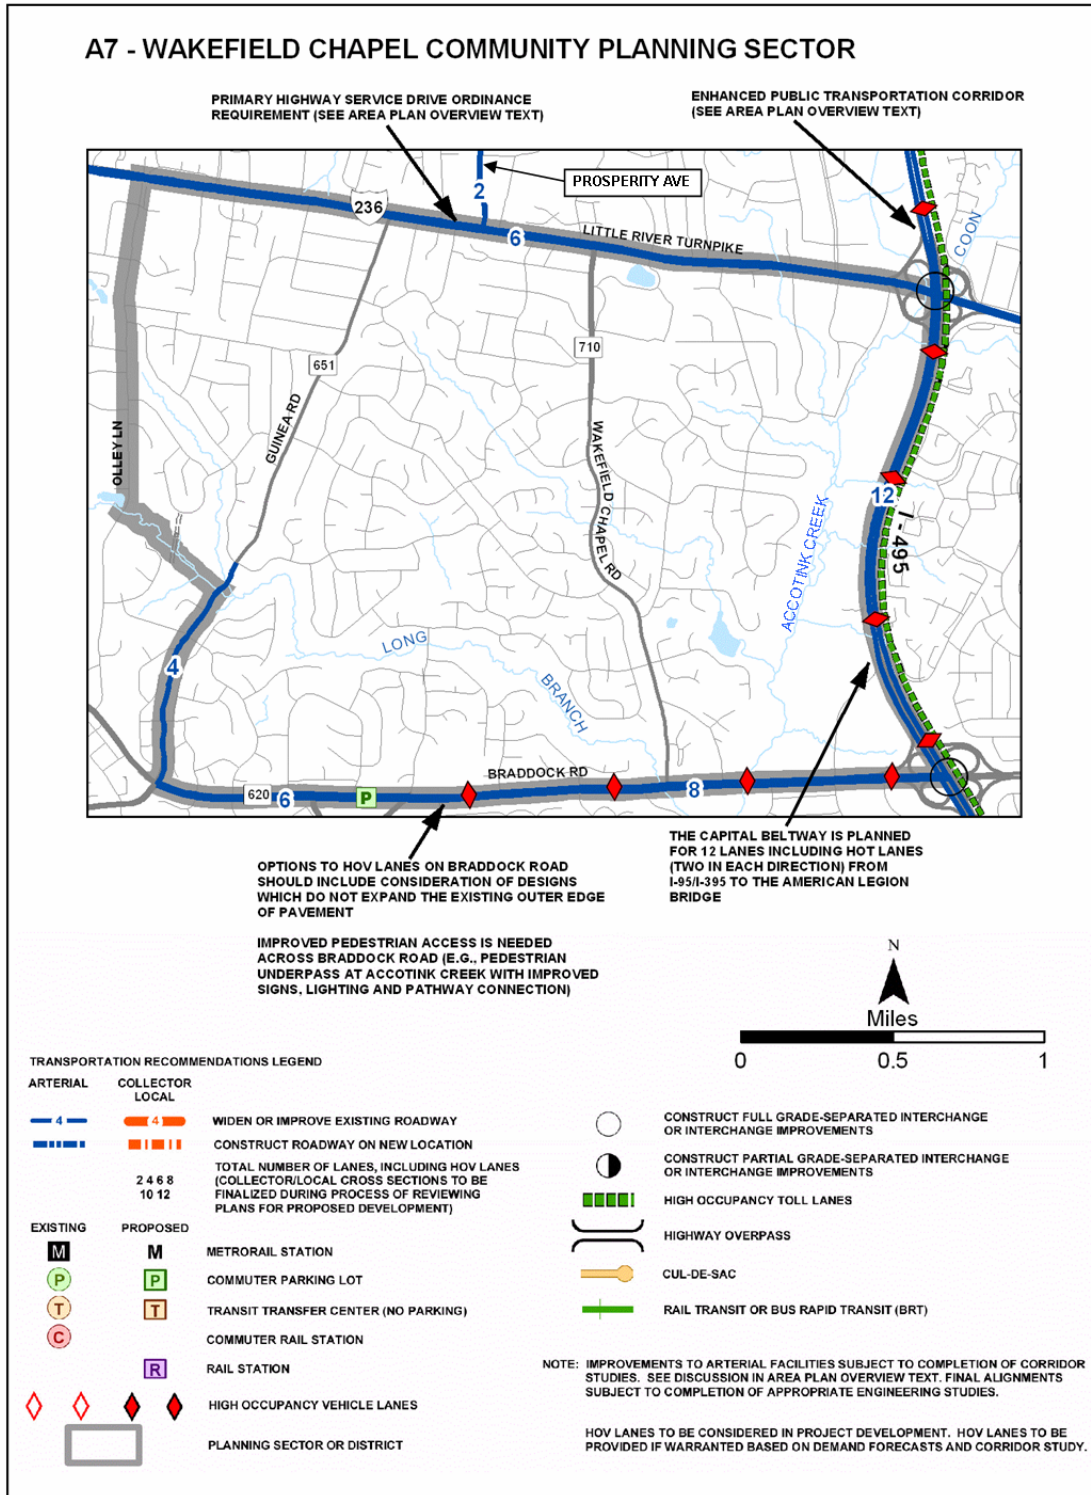 A7 - WAKEFIELD CHAPEL COMMUNITY PLANNING SECTOR
PRIMARY HIGHWAY SERVICE DRIVE ORDINANCE
REQUIREMENT (SEE AREA PLAN OVERVIEW TEXT)
ENHANCED PUBLIC TRANSPORTATION CORRIDOR
(SEE AREA PLAN OVERVIEW TEXT)
PROSPERITY AVE
2
236
6
LITTLE RIVER TURNPIKE
COON
651
710
GUINEA RD
OLLEY LN
WAKEFIELD CHAPEL RD
ACCOTINK CREEK
12
I - 495
LONG
BRANCH
4
BRADDOCK RD
620
6
P
8
OPTIONS TO HOV LANES ON BRADDOCK ROAD
SHOULD INCLUDE CONSIDERATION OF DESIGNS
WHICH DO NOT EXPAND THE EXISTING OUTER EDGE
OF PAVEMENT
IMPROVED PEDESTRIAN ACCESS IS NEEDED
ACROSS BRADDOCK ROAD (E.G., PEDESTRIAN
UNDERPASS AT ACCOTINK CREEK WITH IMPROVED
SIGNS, LIGHTING AND PATHWAY CONNECTION)
THE CAPITAL BELTWAY IS PLANNED
FOR 12 LANES INCLUDING HOT LANES
(TWO IN EACH DIRECTION) FROM
I-95/I-395 TO THE AMERICAN LEGION
BRIDGE
N
Miles
0 0.5 1
TRANSPORTATION RECOMMENDATIONS LEGEND
ARTERIAL
COLLECTOR
LOCAL
4 4 WIDEN OR IMPROVE EXISTING ROADWAY
CONSTRUCT ROADWAY ON NEW LOCATION
2 4 6 8
10 12
TOTAL NUMBER OF LANES, INCLUDING HOV LANES
(COLLECTOR/LOCAL CROSS SECTIONS TO BE
FINALIZED DURING PROCESS OF REVIEWING
PLANS FOR PROPOSED DEVELOPMENT)
EXISTING PROPOSED
M M METRORAIL STATION
P P COMMUTER PARKING LOT
T T TRANSIT TRANSFER CENTER (NO PARKING)
C COMMUTER RAIL STATION
R RAIL STATION
HIGH OCCUPANCY VEHICLE LANES
PLANNING SECTOR OR DISTRICT
CONSTRUCT FULL GRADE-SEPARATED INTERCHANGE
OR INTERCHANGE IMPROVEMENTS
CONSTRUCT PARTIAL GRADE-SEPARATED INTERCHANGE
OR INTERCHANGE IMPROVEMENTS
HIGH OCCUPANCY TOLL LANES
HIGHWAY OVERPASS
CUL-DE-SAC
RAIL TRANSIT OR BUS RAPID TRANSIT (BRT)
NOTE: IMPROVEMENTS TO ARTERIAL FACILITIES SUBJECT TO COMPLETION OF CORRIDOR
STUDIES. SEE DISCUSSION IN AREA PLAN OVERVIEW TEXT. FINAL ALIGNMENTS
SUBJECT TO COMPLETION OF APPROPRIATE ENGINEERING STUDIES.
HOV LANES TO BE CONSIDERED IN PROJECT DEVELOPMENT. HOV LANES TO BE
PROVIDED IF WARRANTED BASED ON DEMAND FORECASTS AND CORRIDOR STUDY.